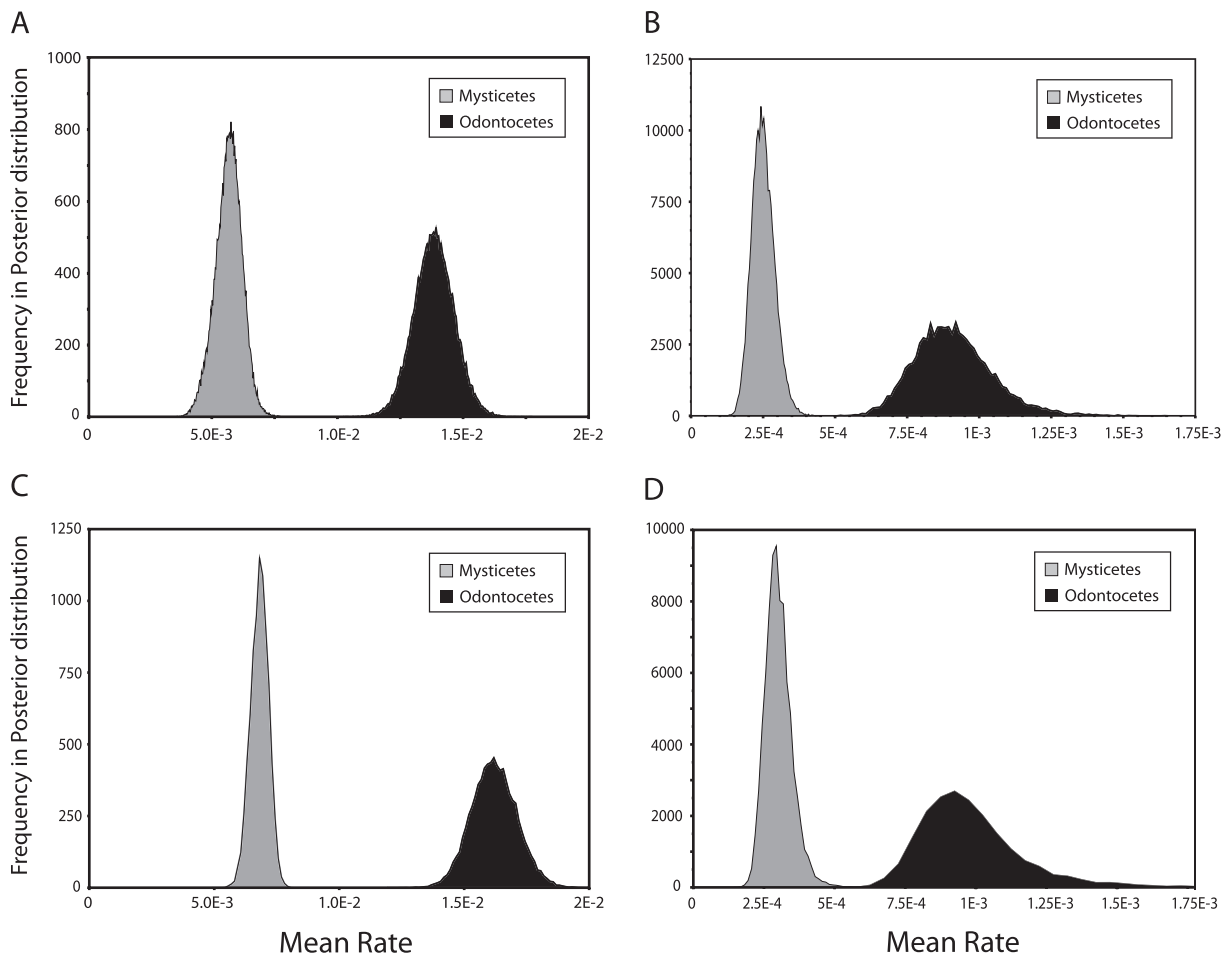 A
Frequency in Posterior distribution
1000
800
600
400
200
0
0
5.0E-3
1.0E-2
1.5E-2
2E-2
Mysticetes
Odontocetes
B
12500
10000
7500
5000
2500
0
0
2.5E-4
5E-4
7.5E-4
1E-3
1.25E-3
1.5E-3
1.75E-3
Mysticetes
Odontocetes
C
Frequency in Posterior distribution
1250
1000
750
500
250
0
0
5.0E-3
1.0E-2
1.5E-2
2E-2
Mysticetes
Odontocetes
Mean Rate
D
10000
8000
6000
4000
2000
0
0
2.5E-4
5E-4
7.5E-4
1E-3
1.25E-3
1.5E-3
1.75E-3
Mysticetes
Odontocetes
Mean Rate